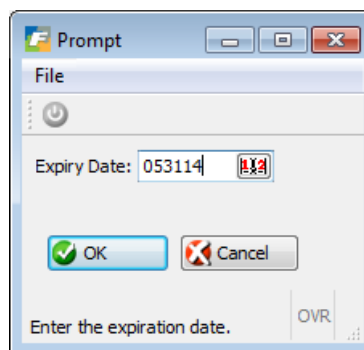 Prompt
File
Expiry Date: 053114
OK Cancel
Enter the expiration date. OVR